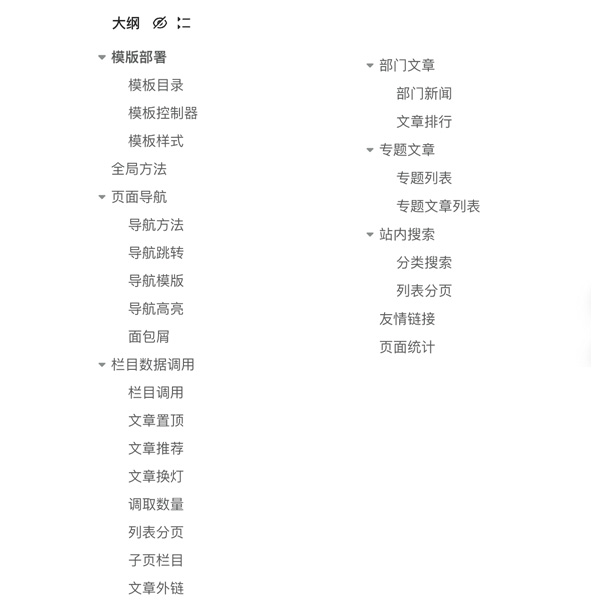 大纲
模版部署
模板目录
模板控制器
模板样式
全局方法
页面导航
导航方法
导航跳转
导航模版
导航高亮
面包屑
栏目数据调用
栏目调用
文章置顶
文章推荐
文章换灯
调取数量
列表分页
子页栏目
文章外链
部门文章
部门新闻
文章排行
专题文章
专题列表
专题文章列表
站内搜索
分类搜索
列表分页
友情链接
页面统计